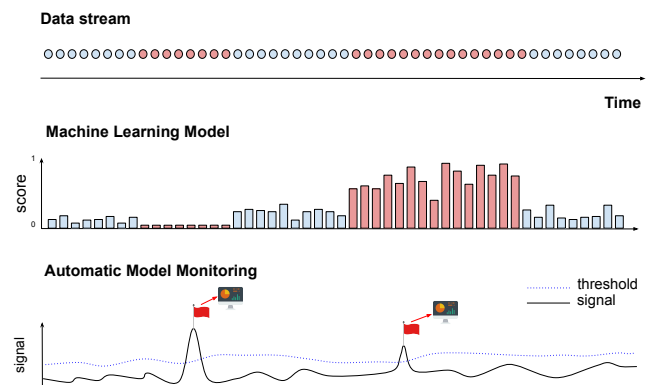 Data stream
Time
Machine Learning Model
1
score
0
Automatic Model Monitoring
threshold
signal
signal